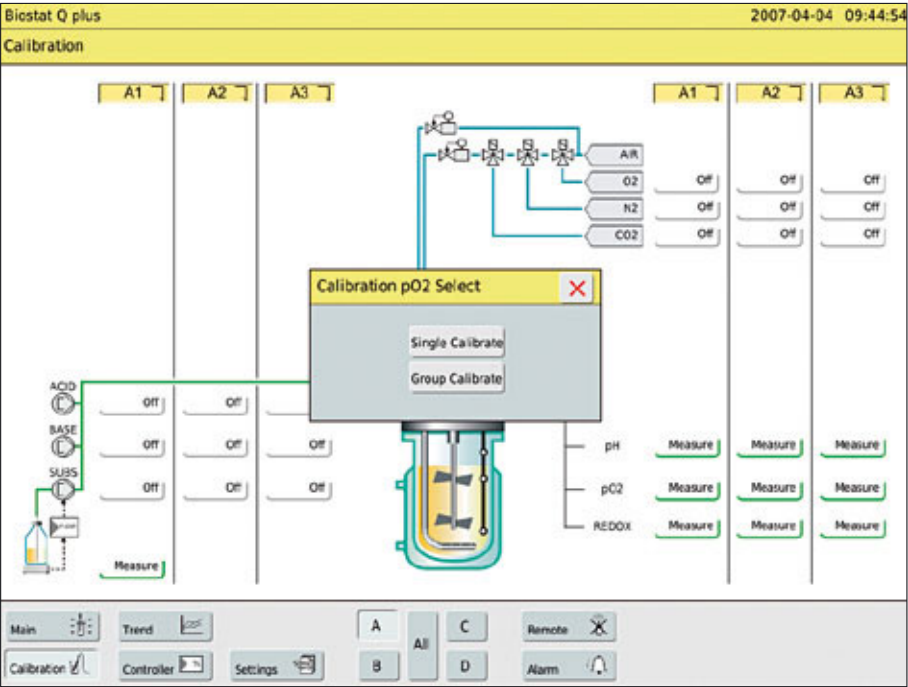 Biostat Q plus 2007-04-04 09:44:54
Calibration
A1 A2 A3 A1 A2 A3
AIR
O2 Off Off Off
N2 Off Off Off
CO2 Off Off Off
Calibration pO2 Select
Single Calibrate
Group Calibrate
ACID Off Off
BASE Off Off Off pH Measure Measure Measure
SUBS Off Off Off pO2 Measure Measure Measure
REDOX Measure Measure Measure
Measure
Main Trend A All C Remote
Calibration Controller Settings B D Alarm